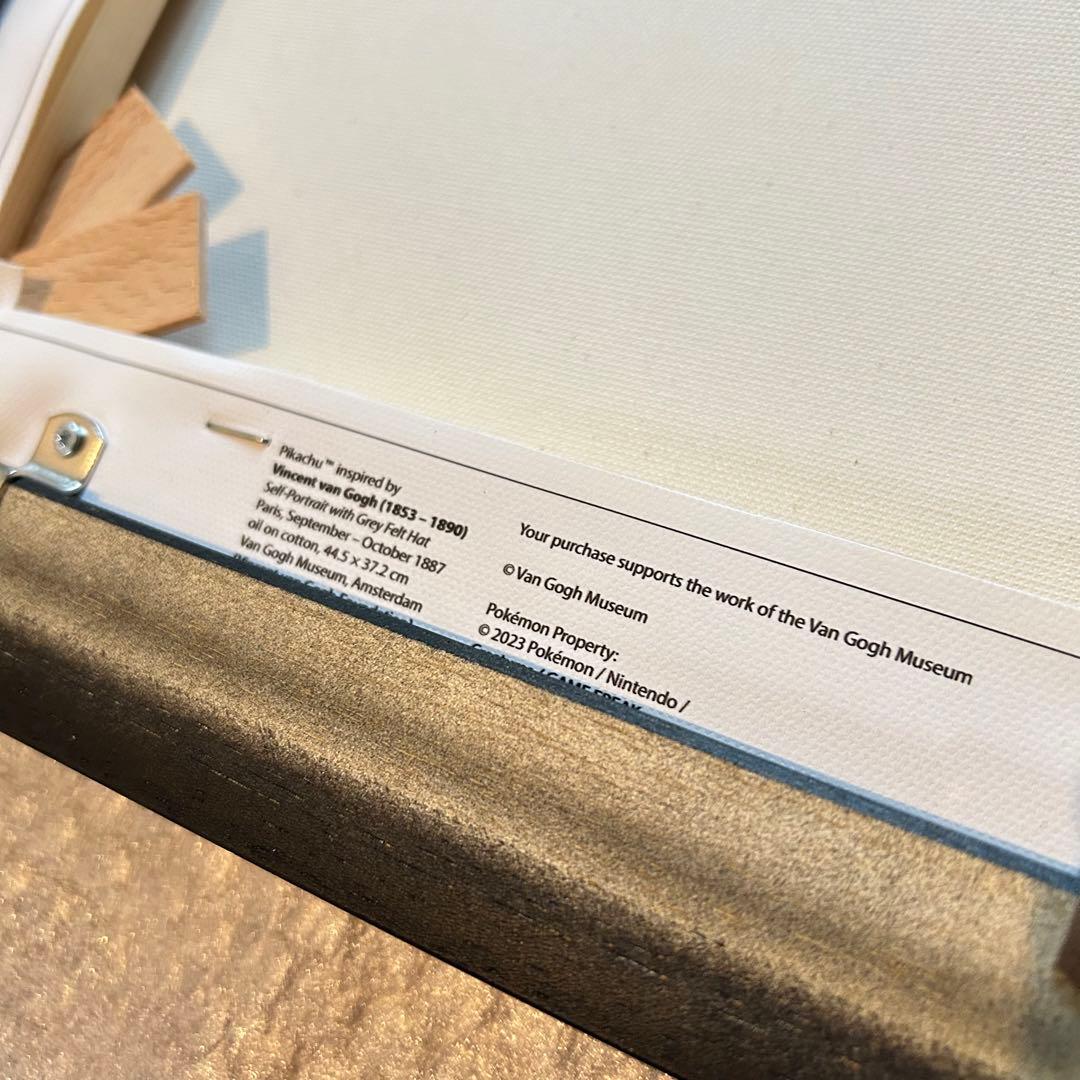 Pikachu™ inspired by
Vincent van Gogh (1853 – 1890)
Self-Portrait with Grey Felt Hat
Paris, September – October 1887
oil on cotton, 44.5 x 37.2 cm
Van Gogh Museum, Amsterdam
Your purchase supports the work of the Van Gogh Museum
© Van Gogh Museum
Pokémon Property:
© 2023 Pokémon / Nintendo /
/ GAME FREAK